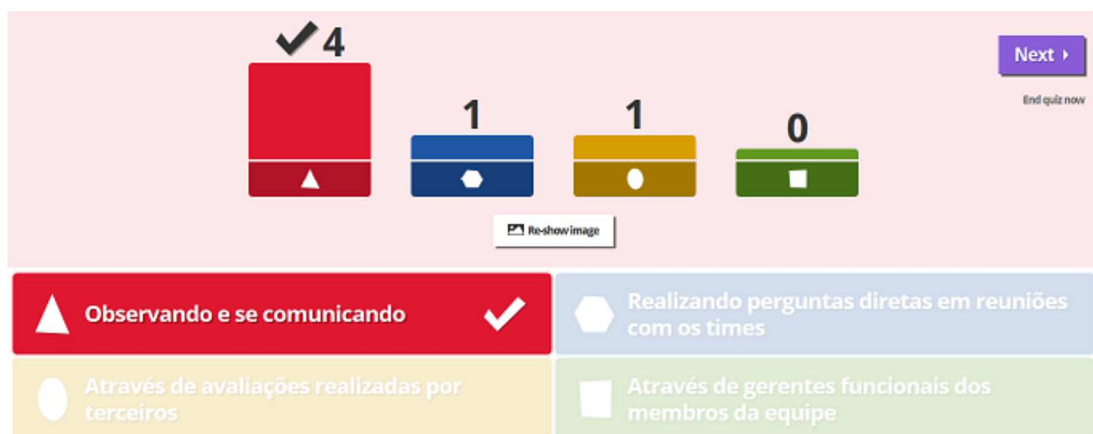 4
Next
End quiz now
1
1
0
Re-show image
Observando e se comunicando
Realizando perguntas diretas em reuniões
com os times
Através de avaliações realizadas por
terceiros
Através de gerentes funcionais dos
membros da equipe